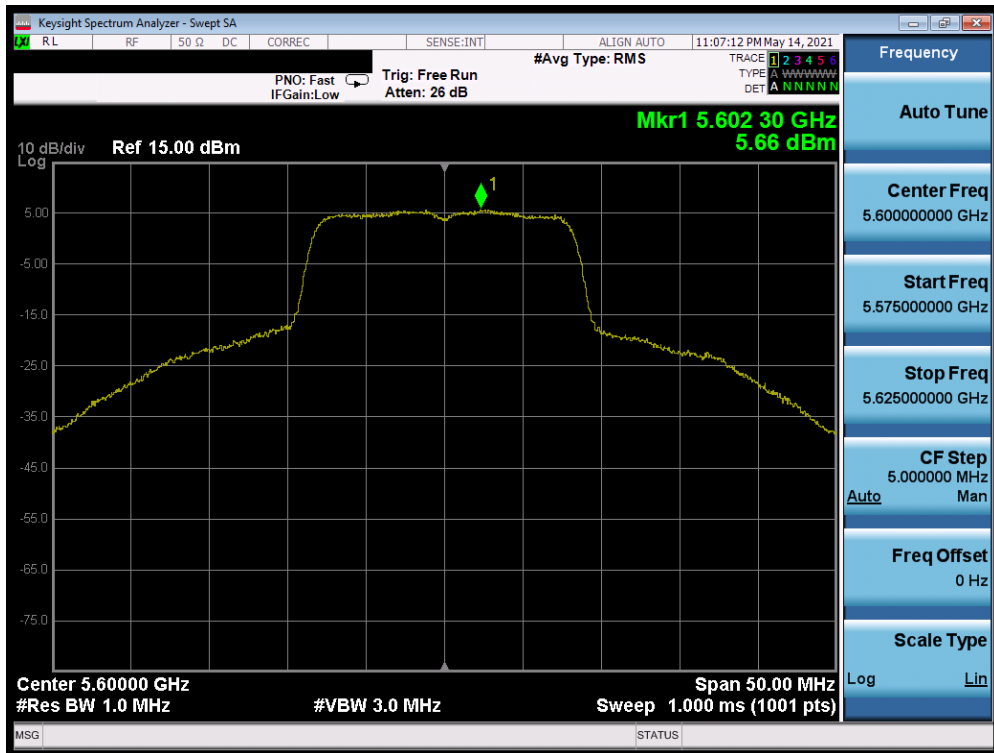 Keysight Spectrum Analyzer - Swept SA
LXI RL RF 50 Ω DC CORREC SENSE:INT ALIGN AUTO 11:07:12 PM May 14, 2021
#Avg Type: RMS
TRACE 1 2 3 4 5 6
TYPE A WWWWW
DET A N N N N N
PNO: Fast
IFGain:Low
Trig: Free Run
Atten: 26 dB
Mkr1 5.602 30 GHz
5.66 dBm
10 dB/div
Log
Ref 15.00 dBm
1
5.00
-5.00
-15.0
-25.0
-35.0
-45.0
-55.0
-65.0
-75.0
Center 5.60000 GHz
Span 50.00 MHz
#Res BW 1.0 MHz
#VBW 3.0 MHz
Sweep 1.000 ms (1001 pts)
MSG
STATUS
Frequency
Auto Tune
Center Freq
5.600000000 GHz
Start Freq
5.575000000 GHz
Stop Freq
5.625000000 GHz
CF Step
5.000000 MHz
Auto Man
Freq Offset
0 Hz
Scale Type
Log Lin